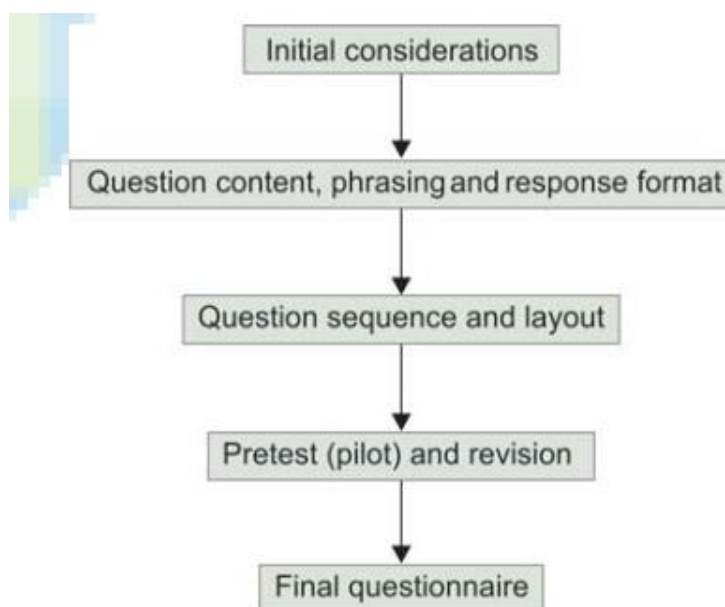 Initial considerations
Question content, phrasing and response format
Question sequence and layout
Pretest (pilot) and revision
Final questionnaire